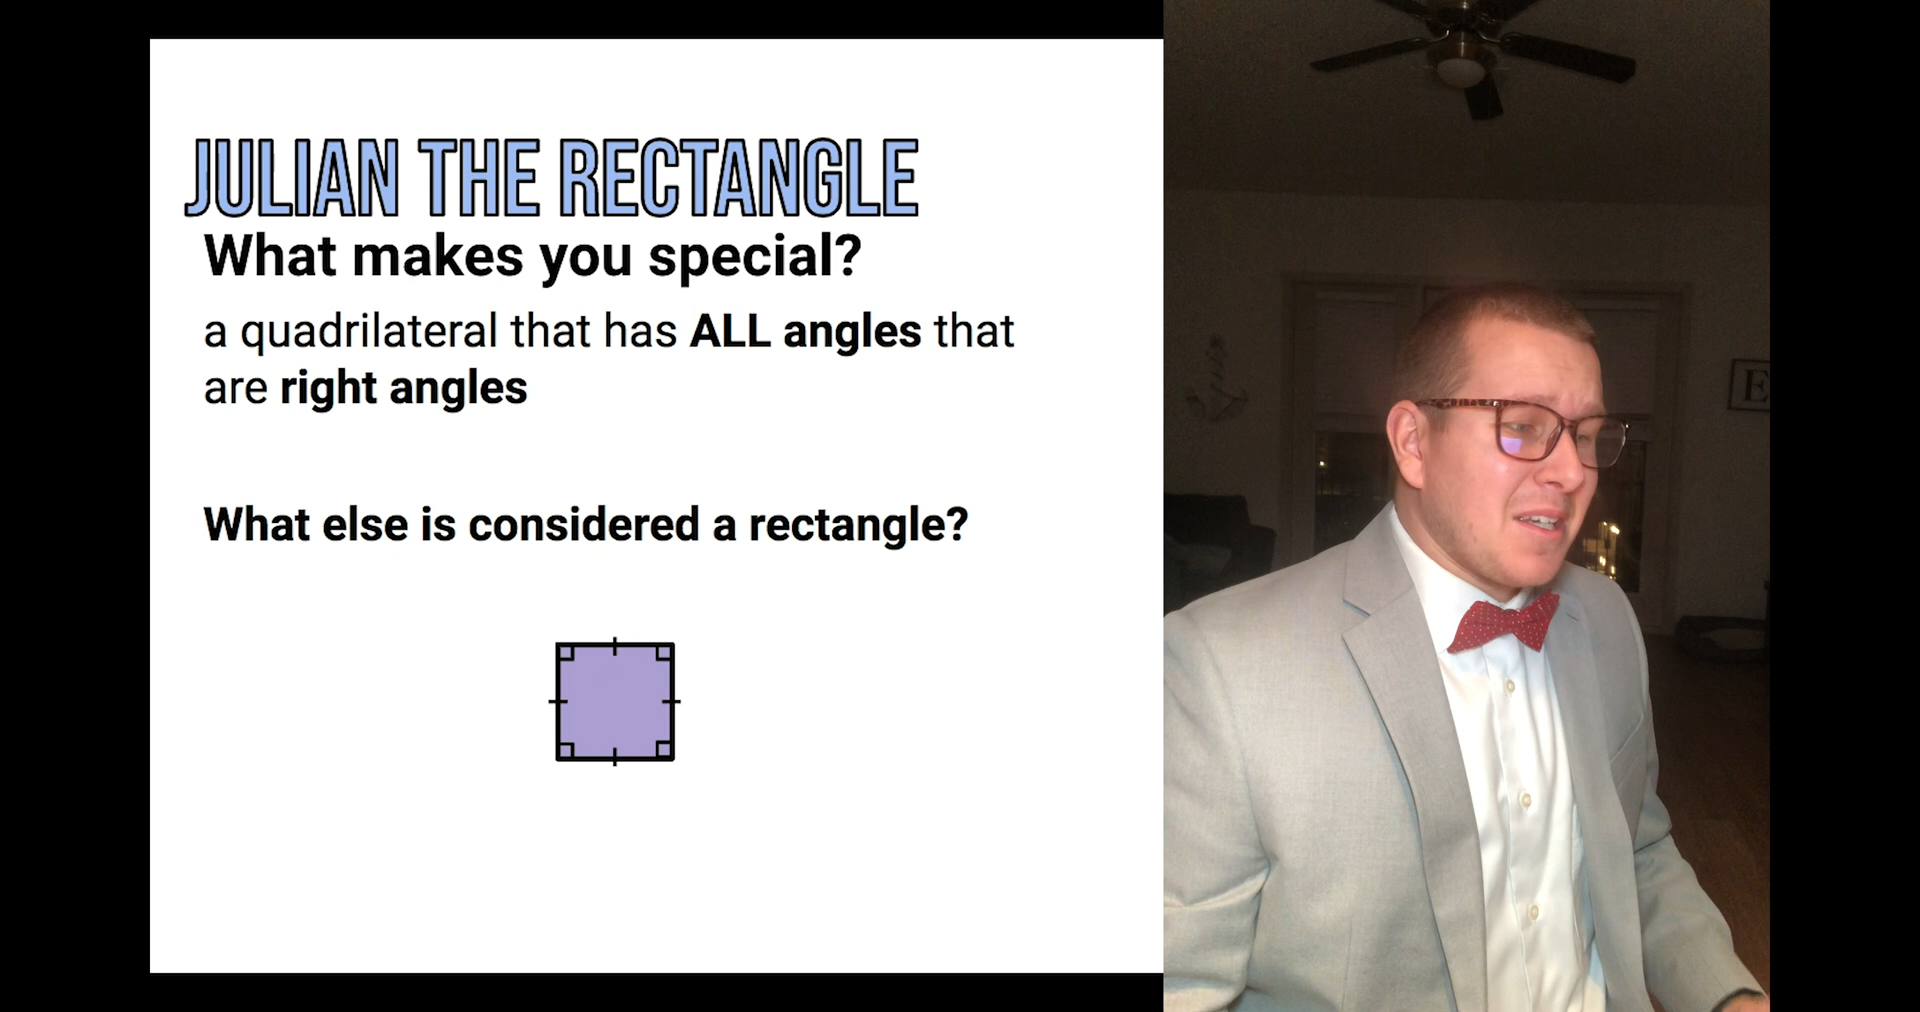 JULIAN THE RECTANGLE
What makes you special?
a quadrilateral that has ALL angles that
are right angles
What else is considered a rectangle?
E